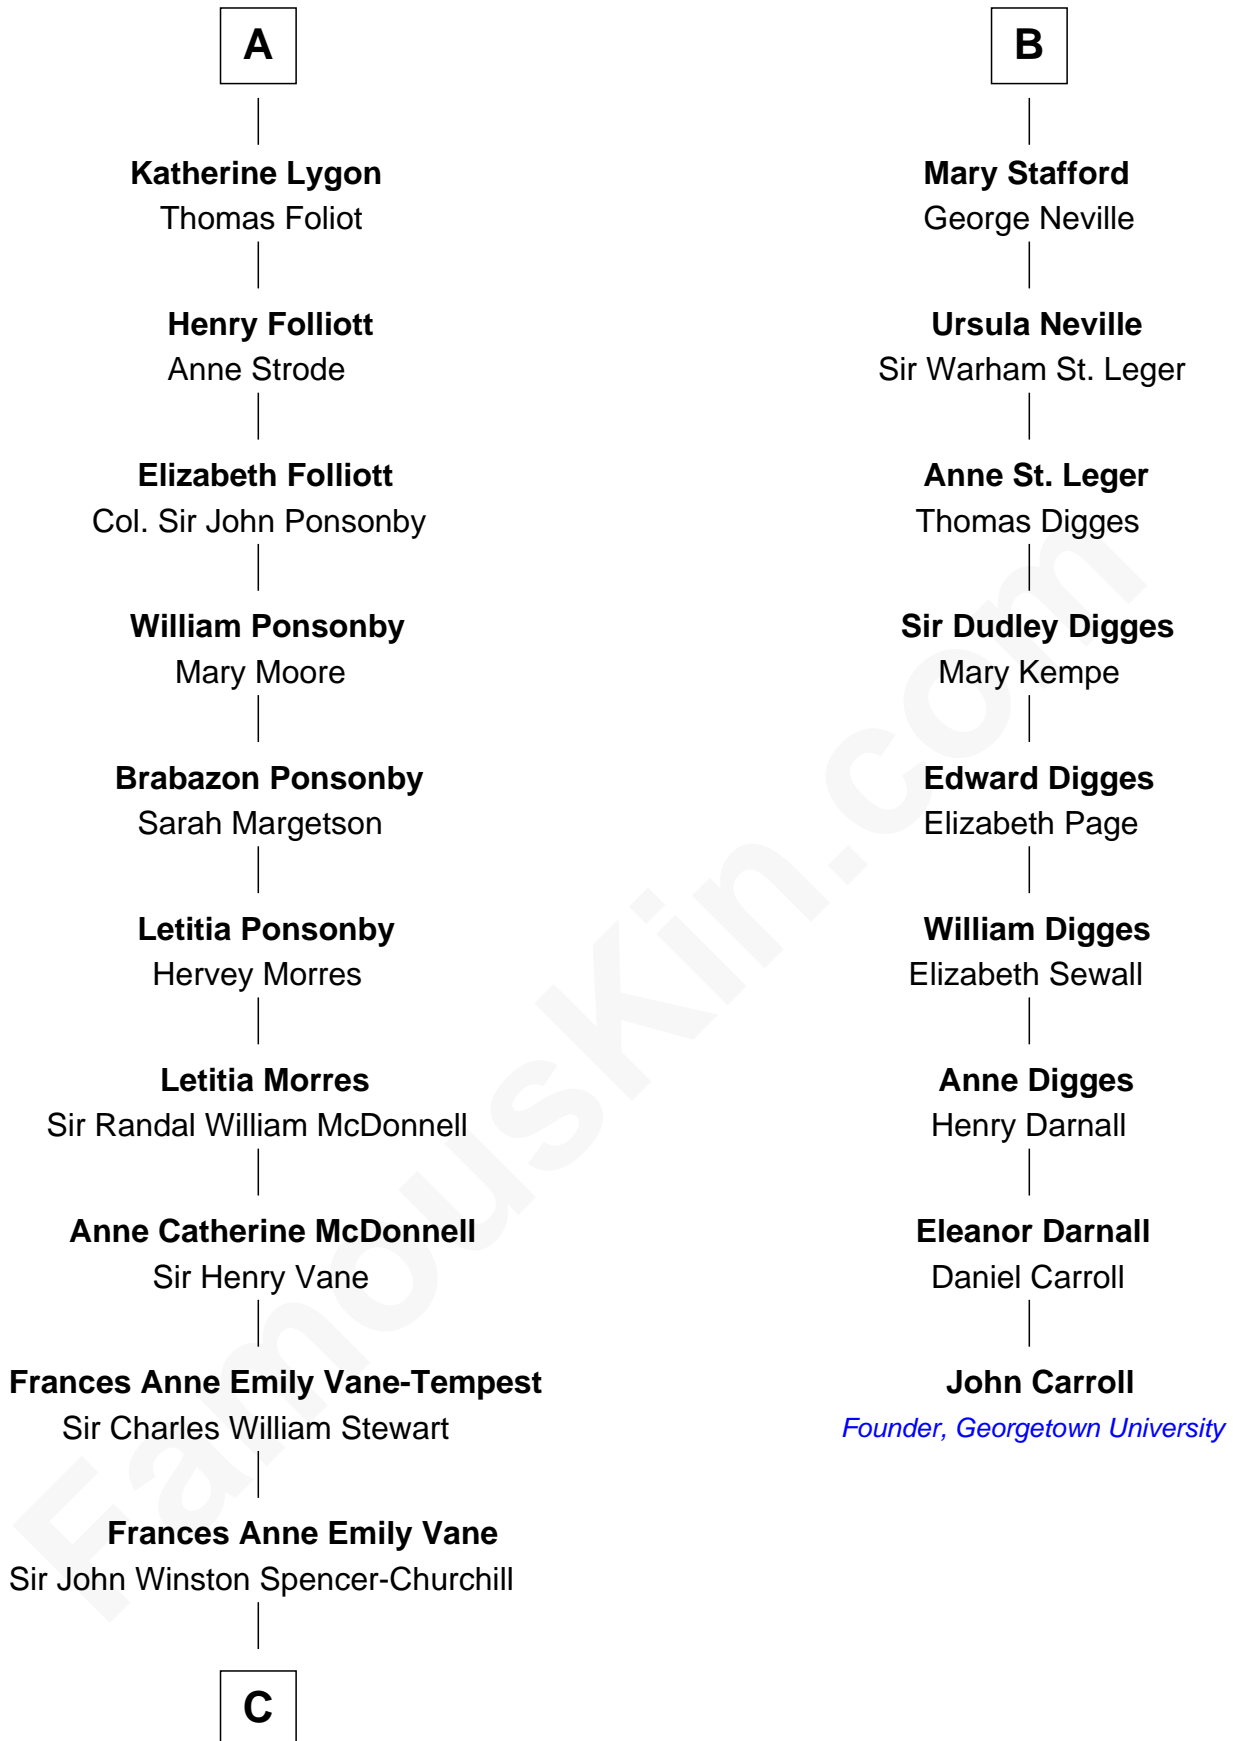 A
Katherine Lygon
Thomas Foliot
Henry Folliott
Anne Strode
Elizabeth Folliott
Col. Sir John Ponsonby
William Ponsonby
Mary Moore
Brabazon Ponsonby
Sarah Margetson
Letitia Ponsonby
Hervey Morres
Letitia Morres
Sir Randal William McDonnell
Anne Catherine McDonnell
Sir Henry Vane
Frances Anne Emily Vane-Tempest
Sir Charles William Stewart
Frances Anne Emily Vane
Sir John Winston Spencer-Churchill
C
B
Mary Stafford
George Neville
Ursula Neville
Sir Warham St. Leger
Anne St. Leger
Thomas Digges
Sir Dudley Digges
Mary Kempe
Edward Digges
Elizabeth Page
William Digges
Elizabeth Sewall
Anne Digges
Henry Darnall
Eleanor Darnall
Daniel Carroll
John Carroll
Founder, Georgetown University
FamousKin.com